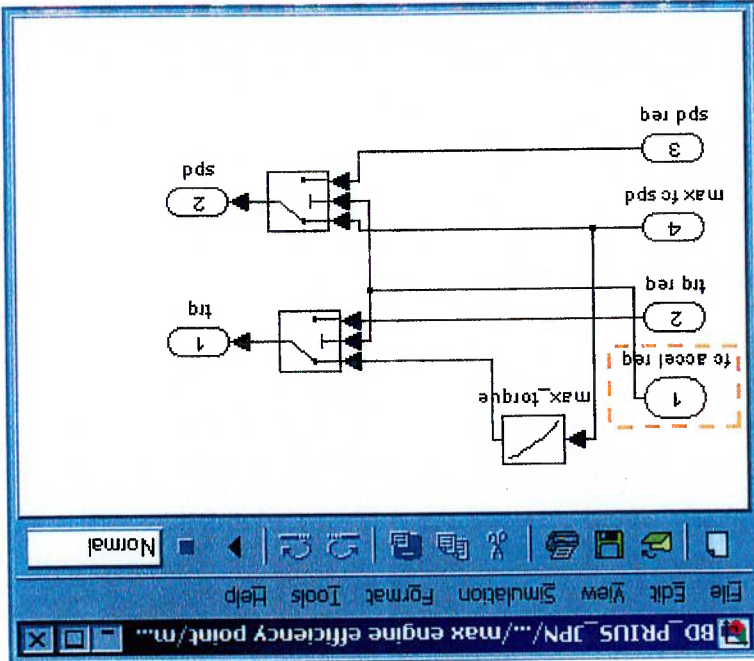 BD_PRIUS_JPN/.../max engine efficiency point/m...
File Edit View Simulation Format Tools Help
Normal
1
fc accel req
max_torque
2
trq req
1
trq
4
max fc spd
2
spd
3
spd req